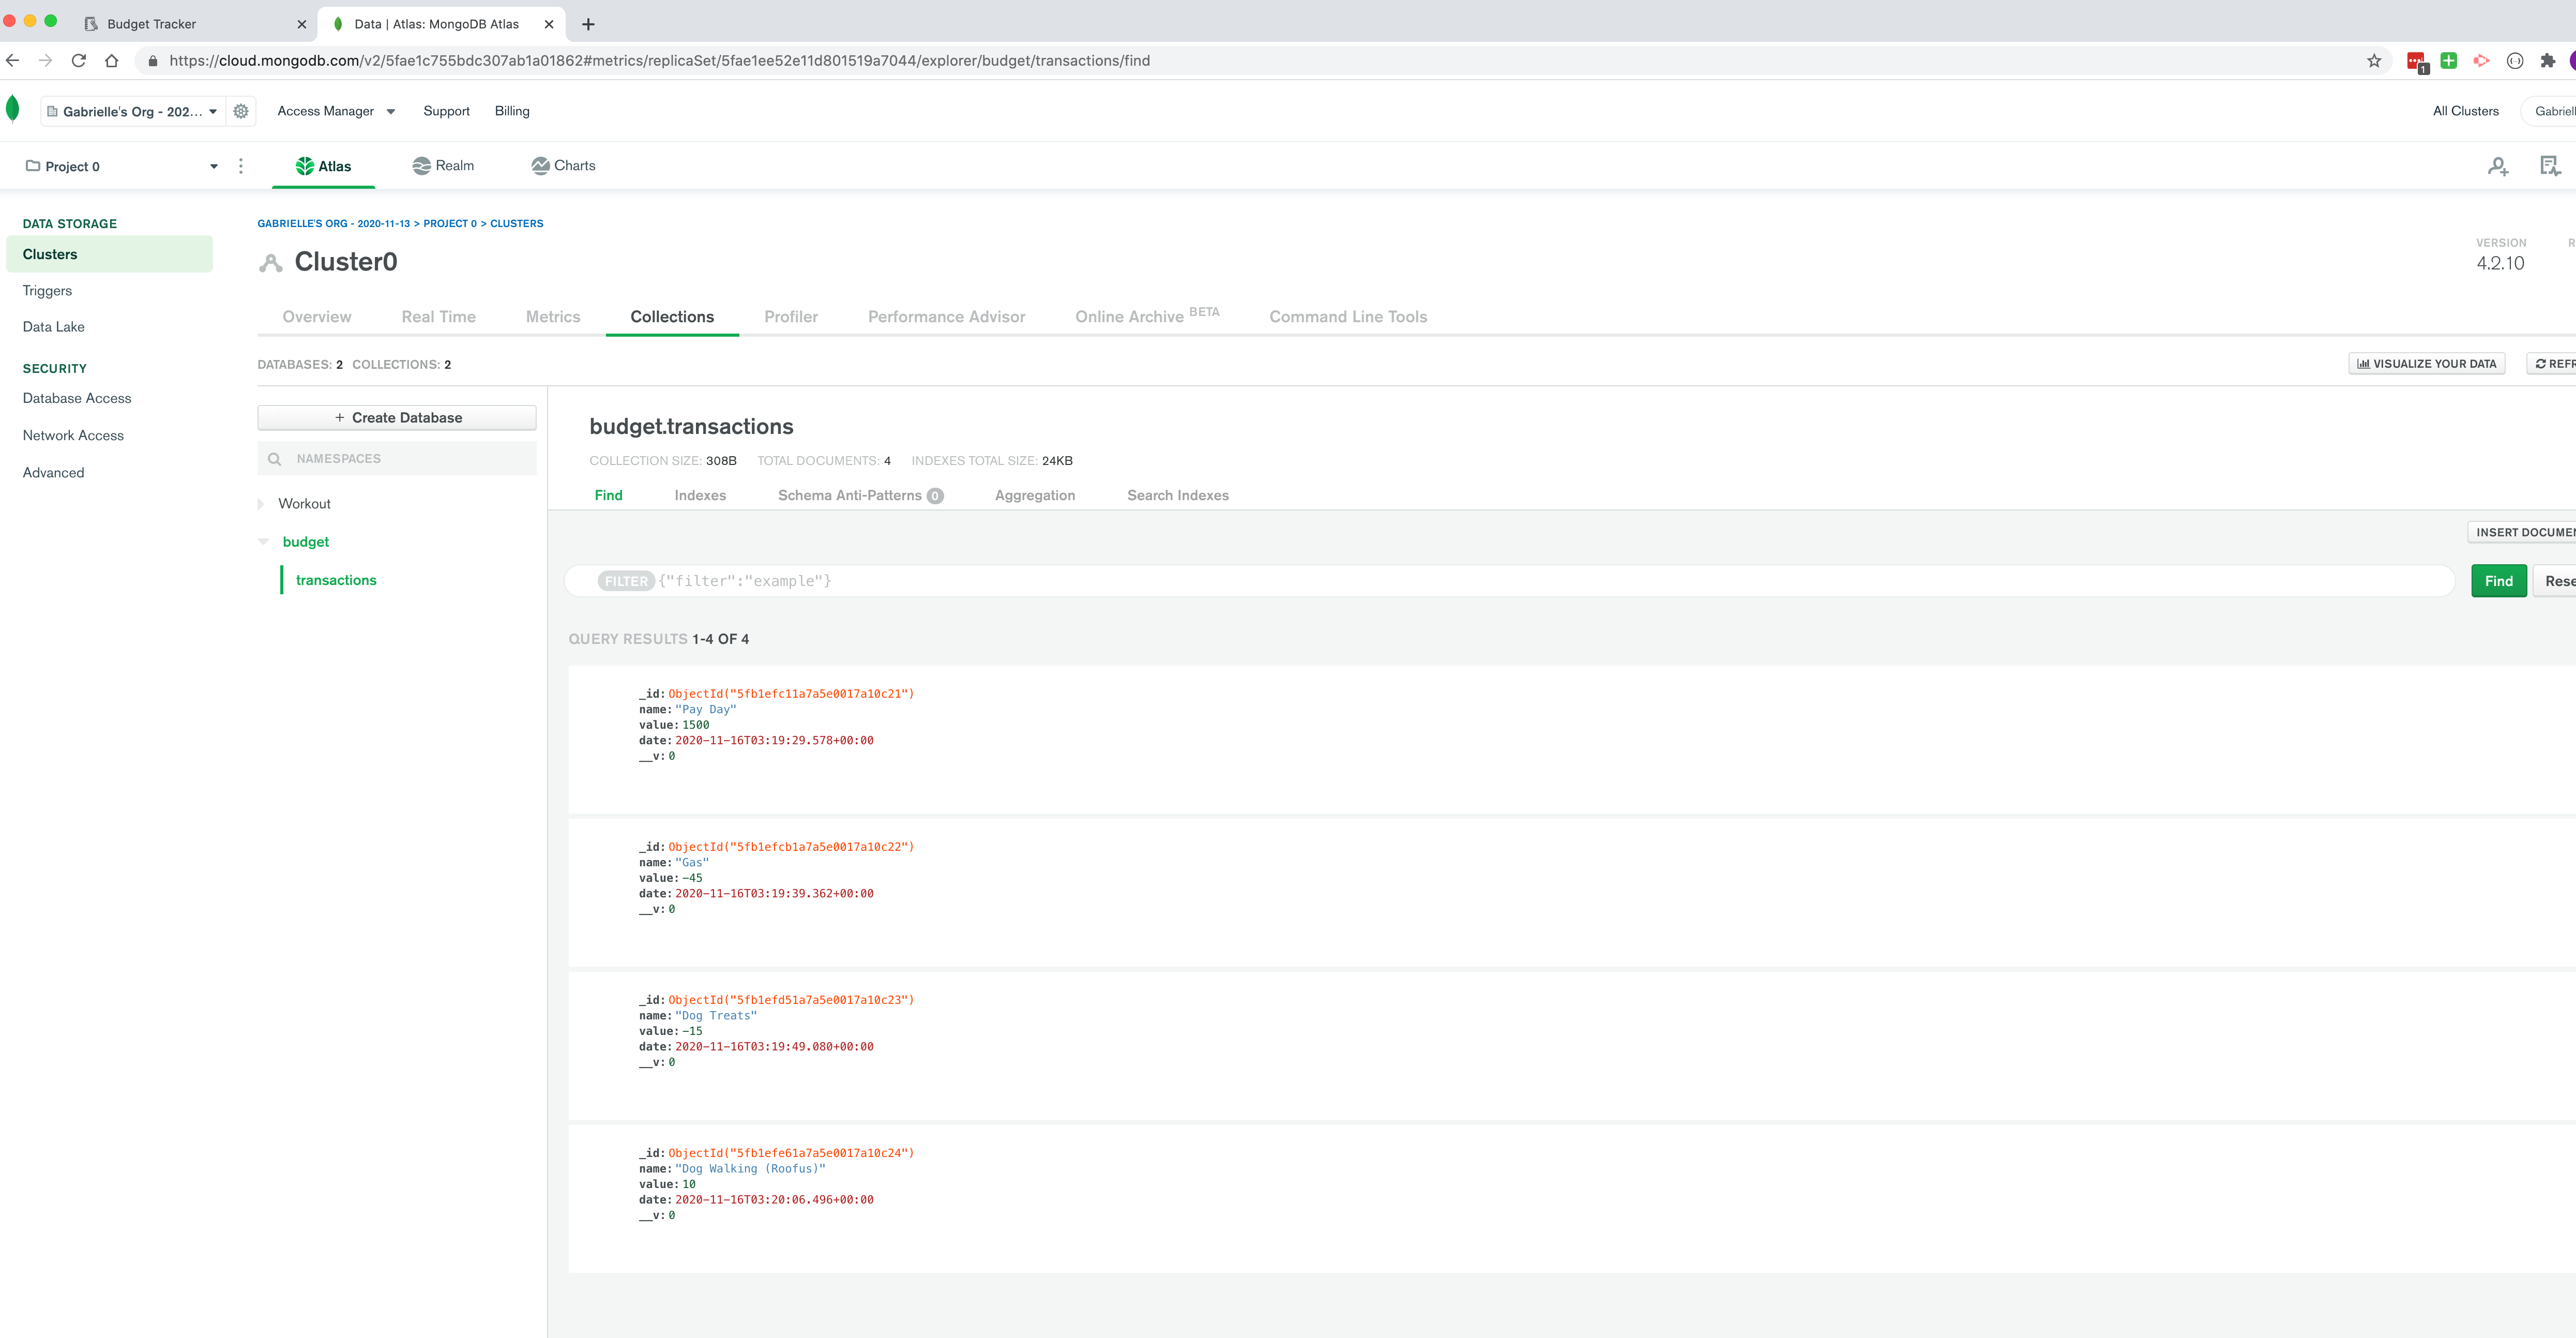 Budget Tracker
Data | Atlas: MongoDB Atlas
https://cloud.mongodb.com/v2/5fae1c755bdc307ab1a01862#metrics/replicaSet/5fae1ee52e11d801519a7044/explorer/budget/transactions/find
1
Gabrielle's Org - 202...
Access Manager
Support
Billing
All Clusters
Gabriell
Project 0
Atlas
Realm
Charts
DATA STORAGE
Clusters
Triggers
Data Lake
SECURITY
Database Access
Network Access
Advanced
GABRIELLE'S ORG - 2020-11-13 > PROJECT 0 > CLUSTERS
Cluster0
VERSION
4.2.10
R
Overview
Real Time
Metrics
Collections
Profiler
Performance Advisor
Online Archive BETA
Command Line Tools
DATABASES: 2 COLLECTIONS: 2
VISUALIZE YOUR DATA
REFR
+ Create Database
NAMESPACES
Workout
budget
transactions
budget.transactions
COLLECTION SIZE: 308B TOTAL DOCUMENTS: 4 INDEXES TOTAL SIZE: 24KB
Find
Indexes
Schema Anti-Patterns 0
Aggregation
Search Indexes
INSERT DOCUMEN
FILTER {"filter":"example"}
Find
Rese
QUERY RESULTS 1-4 OF 4
_id: ObjectId("5fb1efc11a7a5e0017a10c21")
name: "Pay Day"
value: 1500
date: 2020-11-16T03:19:29.578+00:00
__v: 0
_id: ObjectId("5fb1efcb1a7a5e0017a10c22")
name: "Gas"
value: -45
date: 2020-11-16T03:19:39.362+00:00
__v: 0
_id: ObjectId("5fb1efd51a7a5e0017a10c23")
name: "Dog Treats"
value: -15
date: 2020-11-16T03:19:49.080+00:00
__v: 0
_id: ObjectId("5fb1efe61a7a5e0017a10c24")
name: "Dog Walking (Roofus)"
value: 10
date: 2020-11-16T03:20:06.496+00:00
__v: 0